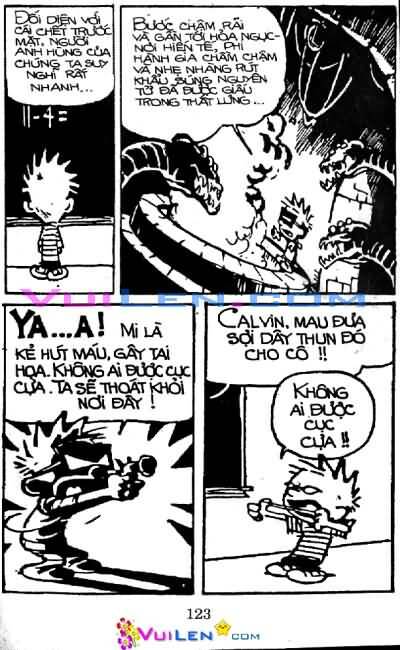 ĐỐI DIỆN VỚI
CÁI CHẾT TRƯỚC
MẶT, NGƯỜI
ANH HÙNG CỦA
CHÚNG TA SUY
NGHĨ RẤT
NHANH...
11-4=
BƯỚC CHẬM RÃI
VÀ GẦN TỚI HỎA NGỤC-
NƠI HIẾN TẾ, PHI
HÀNH GIA CHẦM CHẬM
VÀ NHẸ NHÀNG RÚT
KHẨU SÚNG NGUYÊN
TỬ ĐÃ ĐƯỢC GIẤU
TRONG THẮT LƯNG...
YA...A! MI LÀ
KẺ HÚT MÁU, GÂY TAI
HỌA. KHÔNG AI ĐƯỢC CỤC
CỰA. TA SẼ THOÁT KHỎI
NƠI ĐÂY!
CALVIN, MAU ĐƯA
SỢI DÂY THUN ĐÓ
CHO CÔ!!
KHÔNG
AI ĐƯỢC
CỤC
CỰA!!
VUILEN.COM
123
VUILEN.COM